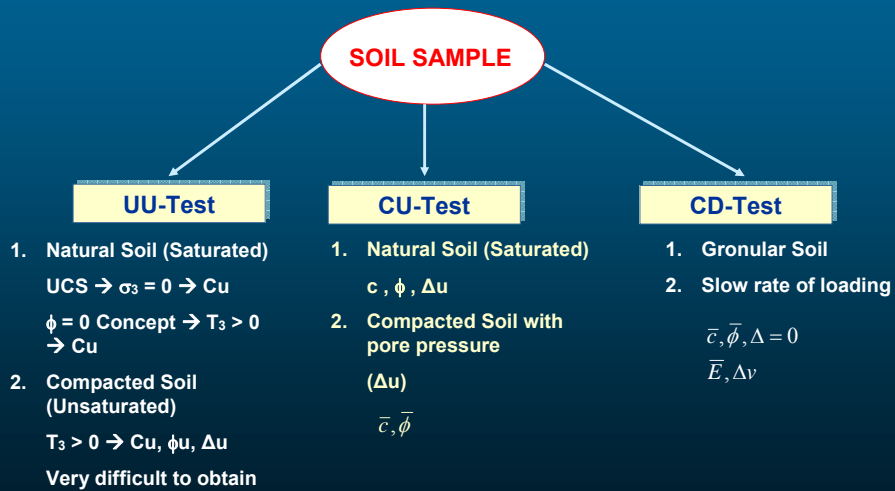 SOIL SAMPLE
UU-Test
1. Natural Soil (Saturated)
UCS → σ₃ = 0 → Cu
ϕ = 0 Concept → T₃ > 0
→ Cu
2. Compacted Soil
(Unsaturated)
T₃ > 0 → Cu, ϕu, Δu
Very difficult to obtain
CU-Test
1. Natural Soil (Saturated)
c , ϕ , Δu
2. Compacted Soil with
pore pressure
(Δu)
c̅, ϕ̅
CD-Test
1. Gronular Soil
2. Slow rate of loading
c̅, ϕ̅, Δ = 0
E̅, Δv